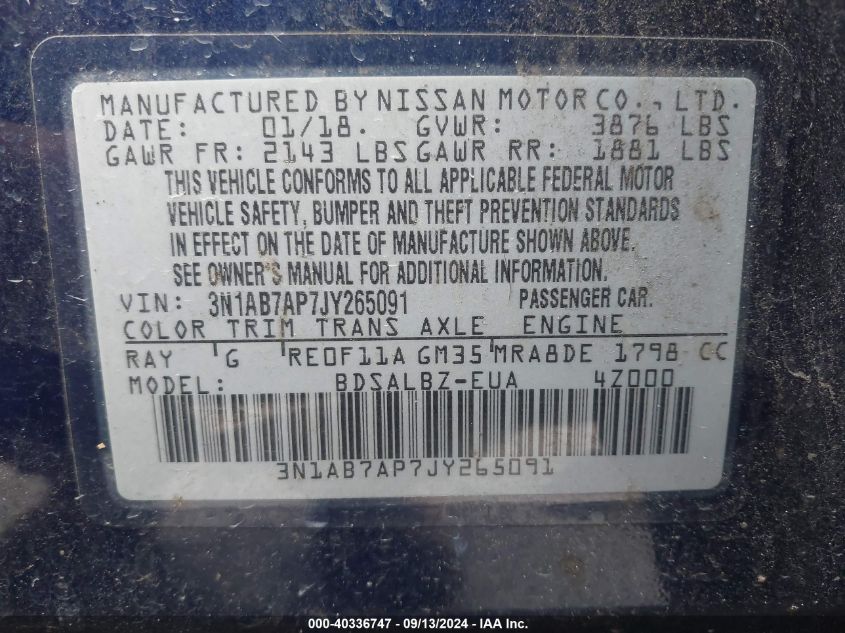 MANUFACTURED BY NISSAN MOTOR CO., LTD.
DATE: 01/18. GVWR: 3876 LBS
GAWR FR: 2143 LBS GAWR RR: 1881 LBS
THIS VEHICLE CONFORMS TO ALL APPLICABLE FEDERAL MOTOR
VEHICLE SAFETY, BUMPER AND THEFT PREVENTION STANDARDS
IN EFFECT ON THE DATE OF MANUFACTURE SHOWN ABOVE.
SEE OWNER'S MANUAL FOR ADDITIONAL INFORMATION.
VIN: 3N1AB7AP7JY265091 PASSENGER CAR.
COLOR TRIM TRANS AXLE ENGINE
RAY G RE0F11A GM35 MRA8DE 1798 CC
MODEL: BDSALBZ-EUA 4Z000
3N1AB7AP7JY265091
000-40336747 - 09/13/2024 - IAA Inc.